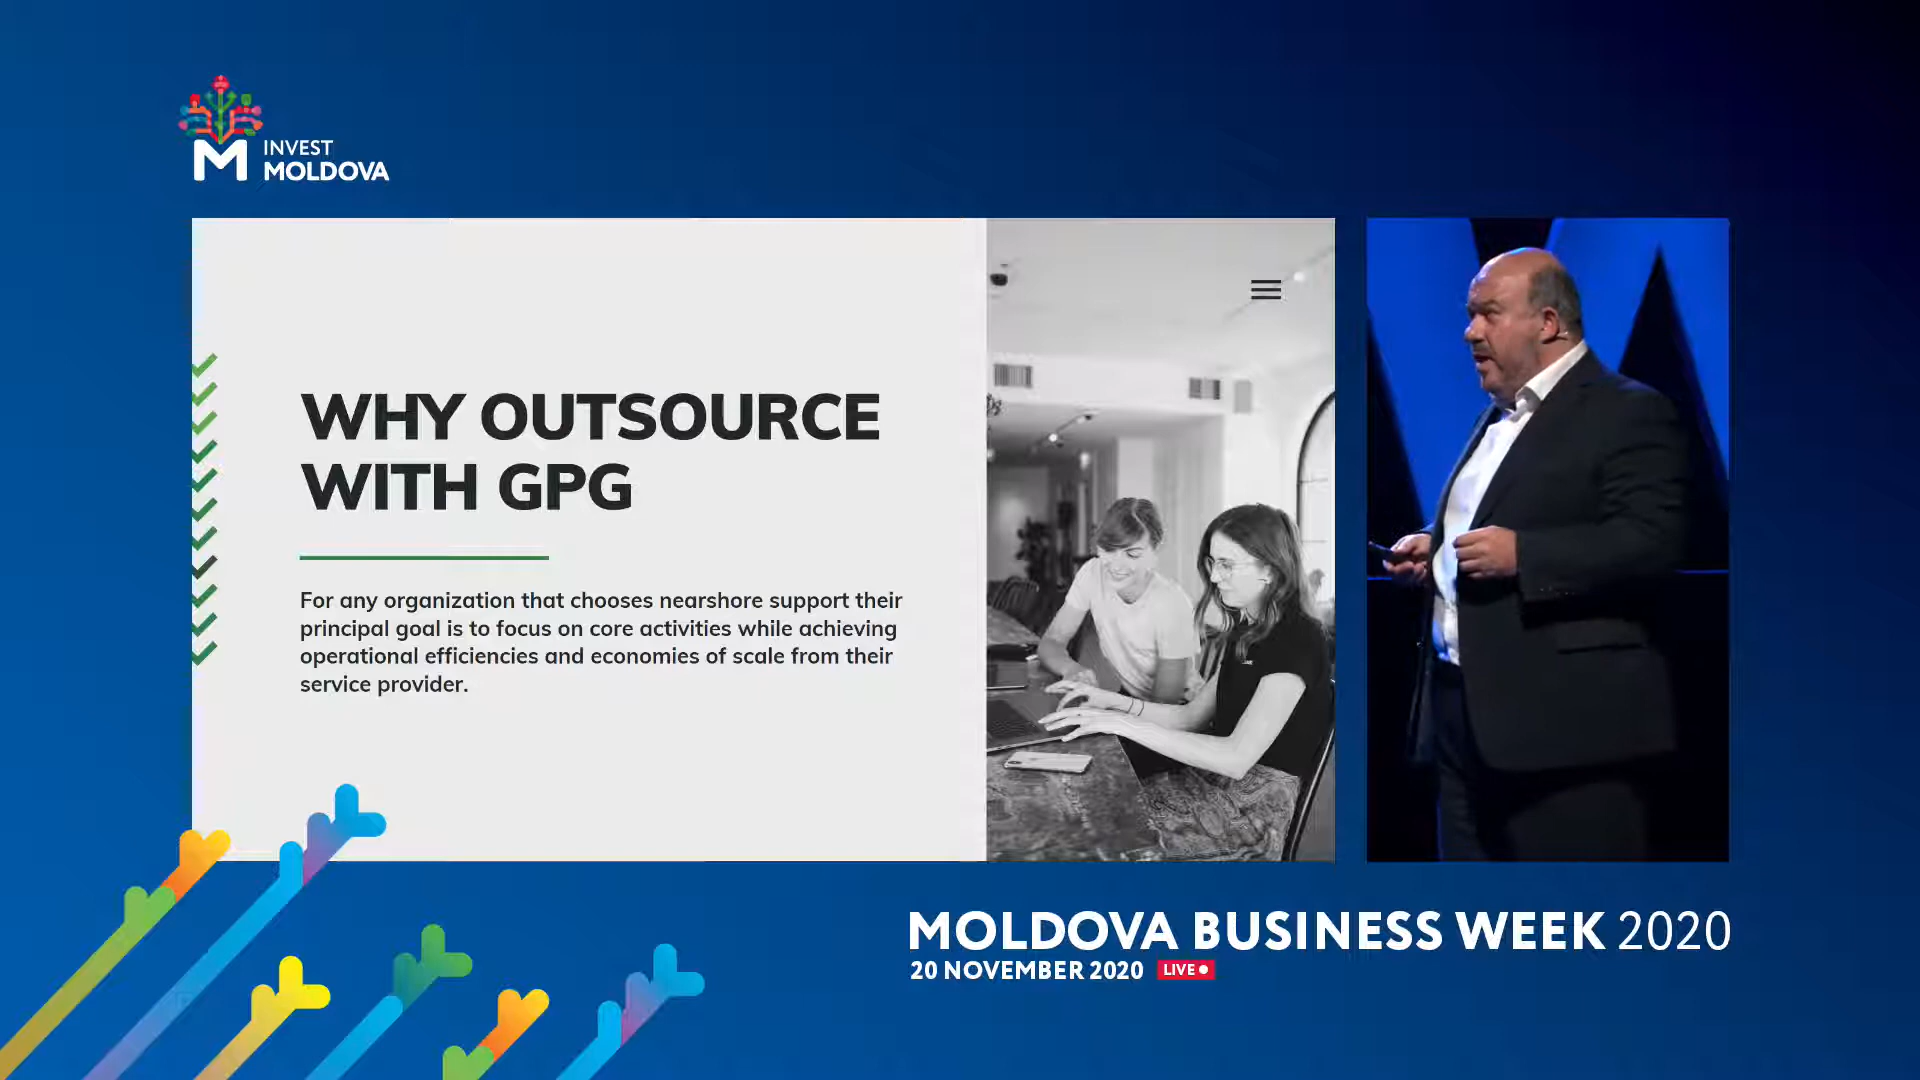 INVEST
MOLDOVA
WHY OUTSOURCE
WITH GPG
For any organization that chooses nearshore support their
principal goal is to focus on core activities while achieving
operational efficiencies and economies of scale from their
service provider.
MOLDOVA BUSINESS WEEK 2020
20 NOVEMBER 2020 LIVE